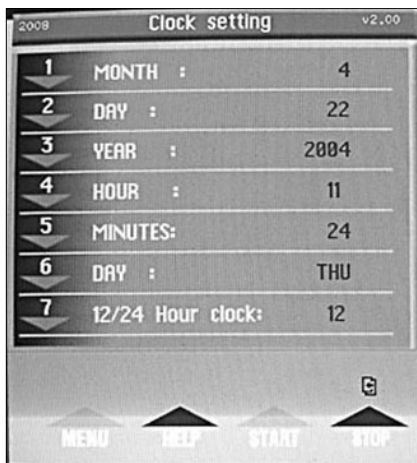 2008 Clock setting v2.00
1 MONTH : 4
2 DAY : 22
3 YEAR : 2004
4 HOUR : 11
5 MINUTES: 24
6 DAY : THU
7 12/24 Hour clock: 12
MENU HELP START STOP